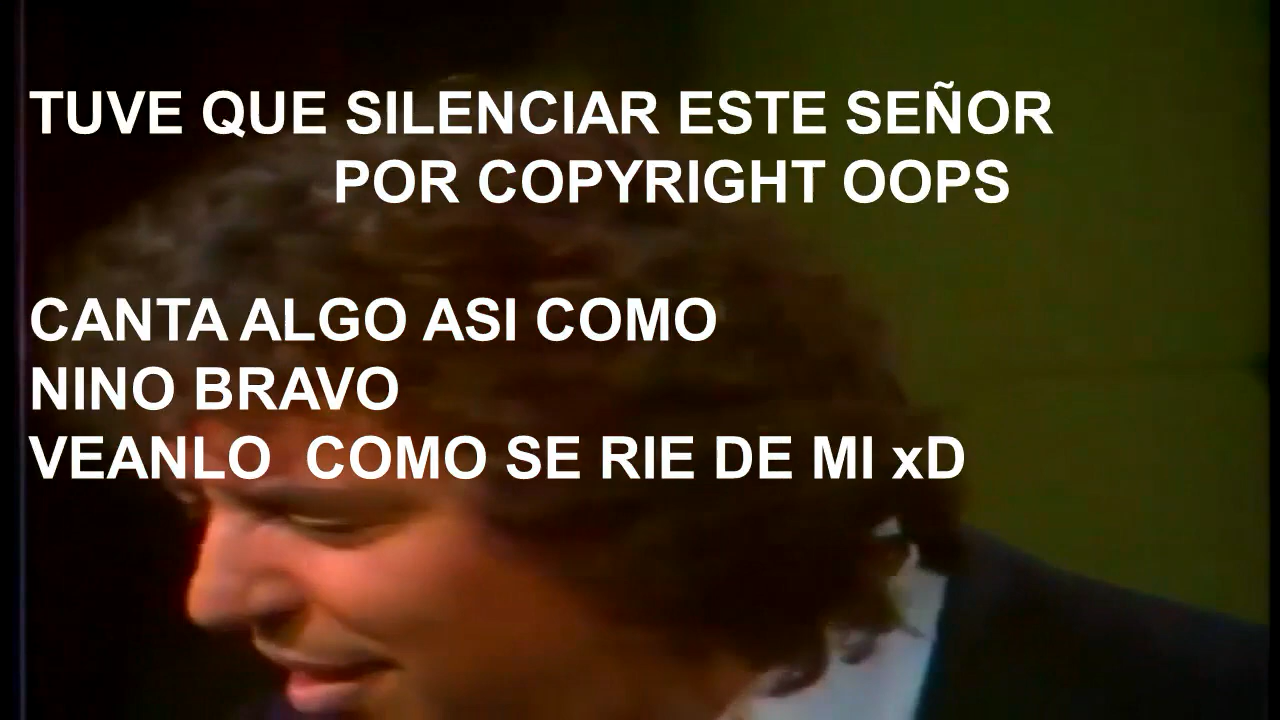 TUVE QUE SILENCIAR ESTE SEÑOR
POR COPYRIGHT OOPS
CANTA ALGO ASI COMO
NINO BRAVO
VEANLO COMO SE RIE DE MI xD